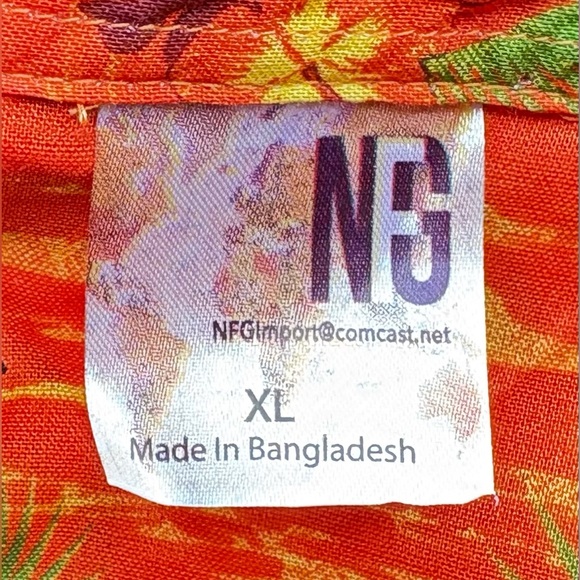 NFG
NFGImport@comcast.net
XL
Made In Bangladesh